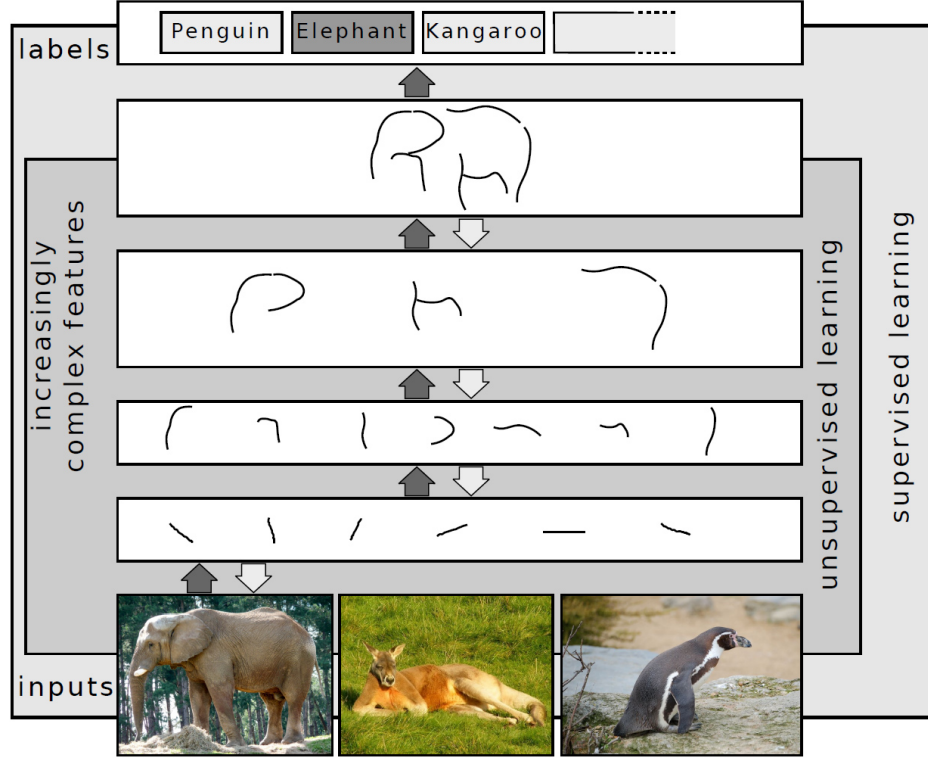 labels
Penguin
Elephant
Kangaroo
increasingly
complex features
unsupervised learning
supervised learning
inputs